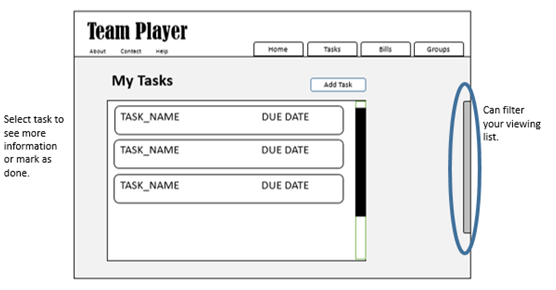 Team Player
About Contact Help
Home Tasks Bills Groups
My Tasks
Add Task
TASK_NAME DUE DATE
TASK_NAME DUE DATE
TASK_NAME DUE DATE
Select task to
see more
information
or mark as
done.
Can filter
your viewing
list.